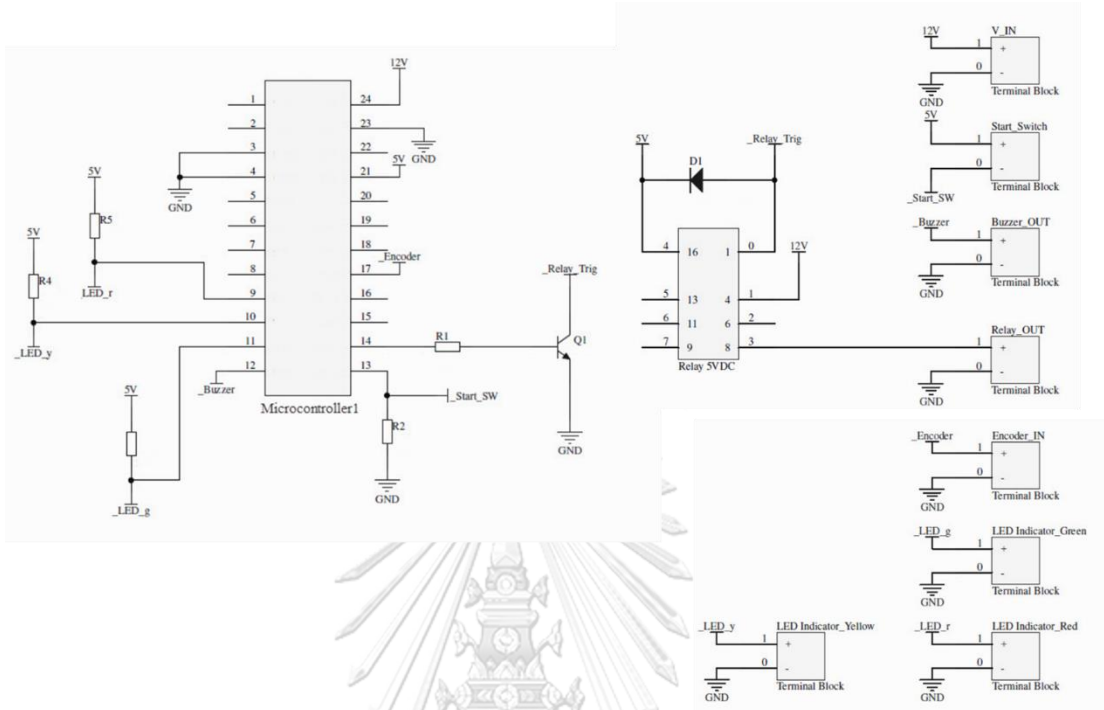 12V
1
24
2
23
GND
3
22
5V
4
21
GND
5
20
6
19
7
18
_Encoder
8
17
9
16
10
15
11
14
12
13
_Buzzer
Microcontroller1
5V
R5
LED_r
5V
R4
_LED_y
5V
_LED_g
R1
_Relay_Trig
Q1
GND
_Start_SW
R2
GND
5V
D1
_Relay_Trig
12V
4
16
1
0
5
13
4
1
6
11
6
2
7
9
8
3
Relay 5VDC
12V
V_IN
1
+
0
-
GND
Terminal Block
5V
Start_Switch
1
+
0
-
_Start_SW
Terminal Block
_Buzzer
Buzzer_OUT
1
+
0
-
GND
Terminal Block
Relay_OUT
1
+
0
-
GND
Terminal Block
_Encoder
Encoder_IN
1
+
0
-
GND
Terminal Block
_LED_g
LED Indicator_Green
1
+
0
-
GND
Terminal Block
_LED_y
LED Indicator_Yellow
1
+
0
-
GND
Terminal Block
_LED_r
LED Indicator_Red
1
+
0
-
GND
Terminal Block